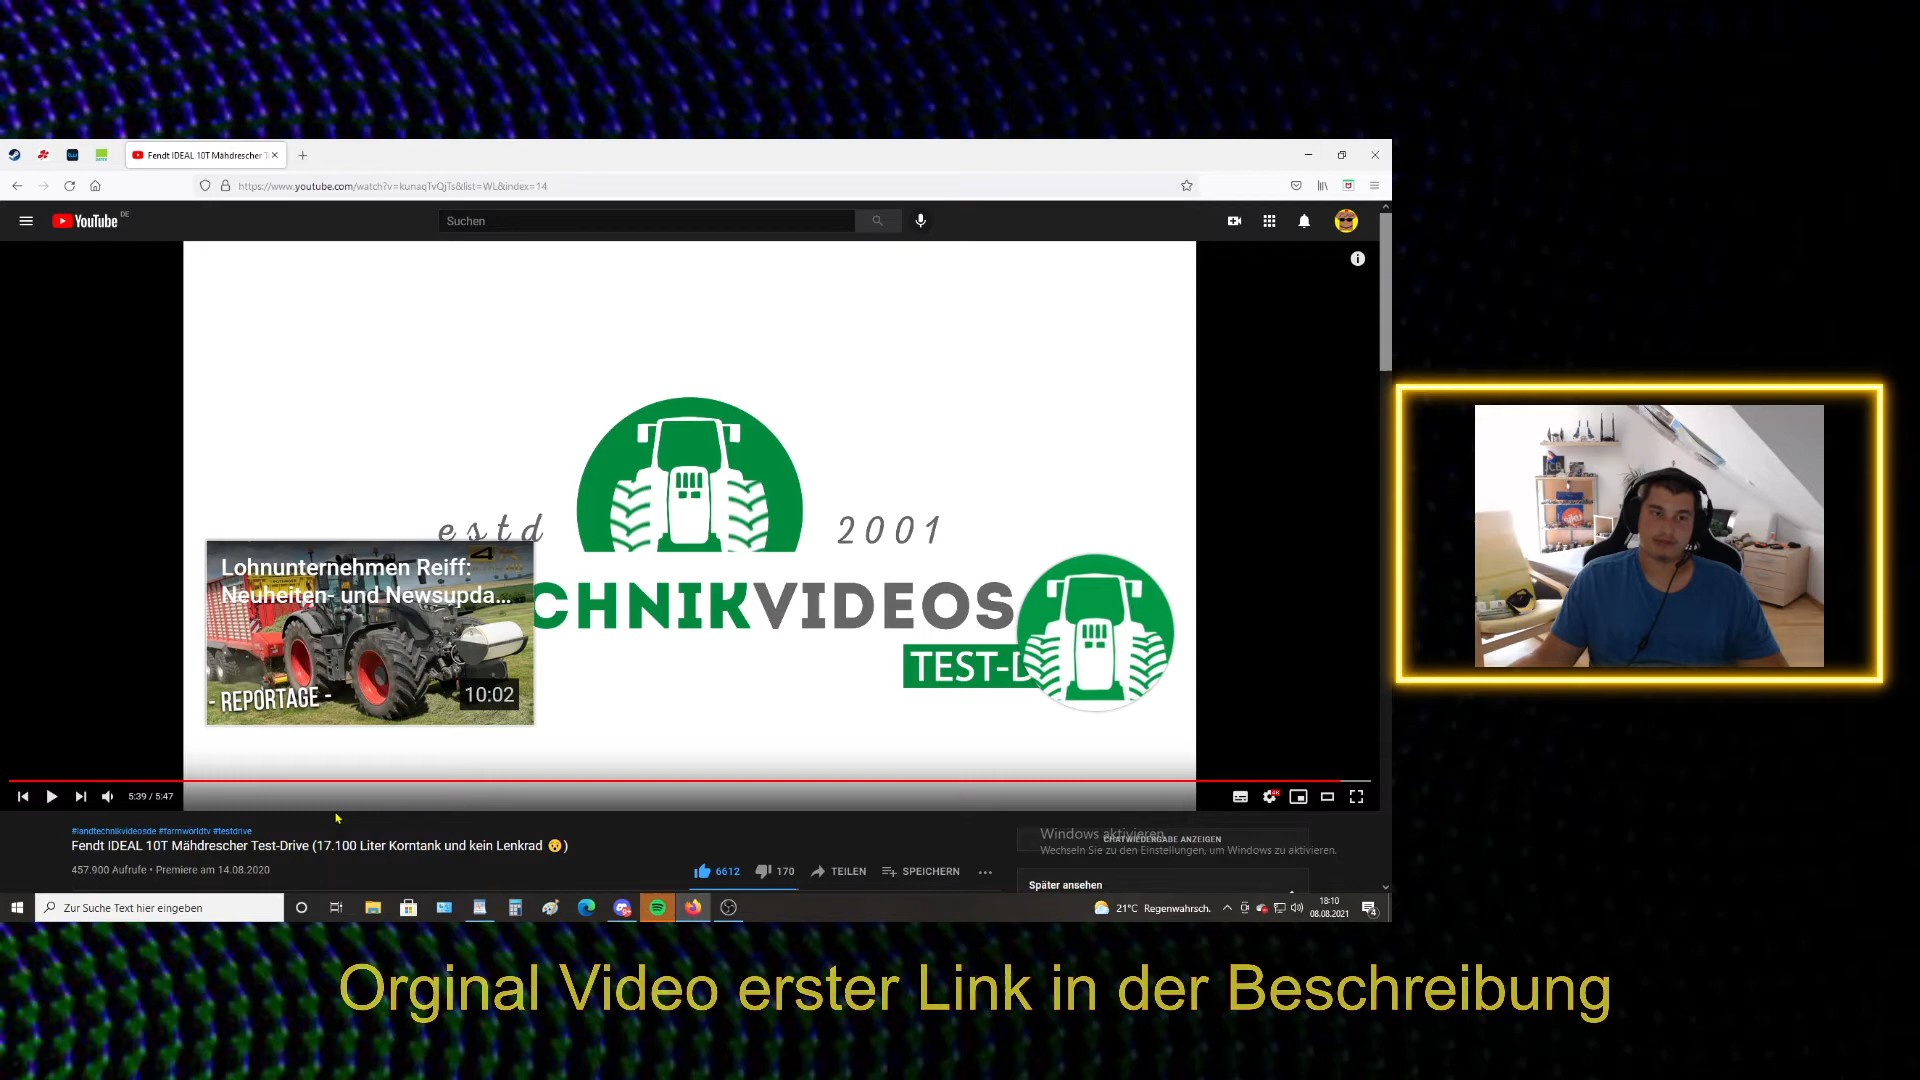 Fendt IDEAL 10T Mähdrescher T
https://www.youtube.com/watch?v=kunaqTvQjTs&list=WL&index=14
YouTube DE
Suchen
estd 2001
CHNIKVIDEOS
TEST-D
Lohnunternehmen Reiff:
Neuheiten- und Newsupda...
- REPORTAGE -
10:02
5:39 / 5:47
#landtechnikvideosde #farmworldtv #testdrive
Fendt IDEAL 10T Mähdrescher Test-Drive (17.100 Liter Korntank und kein Lenkrad 😯)
457.900 Aufrufe • Premiere am 14.08.2020
6612
170
TEILEN
SPEICHERN
Windows aktivieren
CHATWIEDERGABE ANZEIGEN
Wechseln Sie zu den Einstellungen, um Windows zu aktivieren.
Später ansehen
Zur Suche Text hier eingeben
21°C Regenwahrsch.
18:10
08.08.2021
4
JCB
siku
Orginal Video erster Link in der Beschreibung